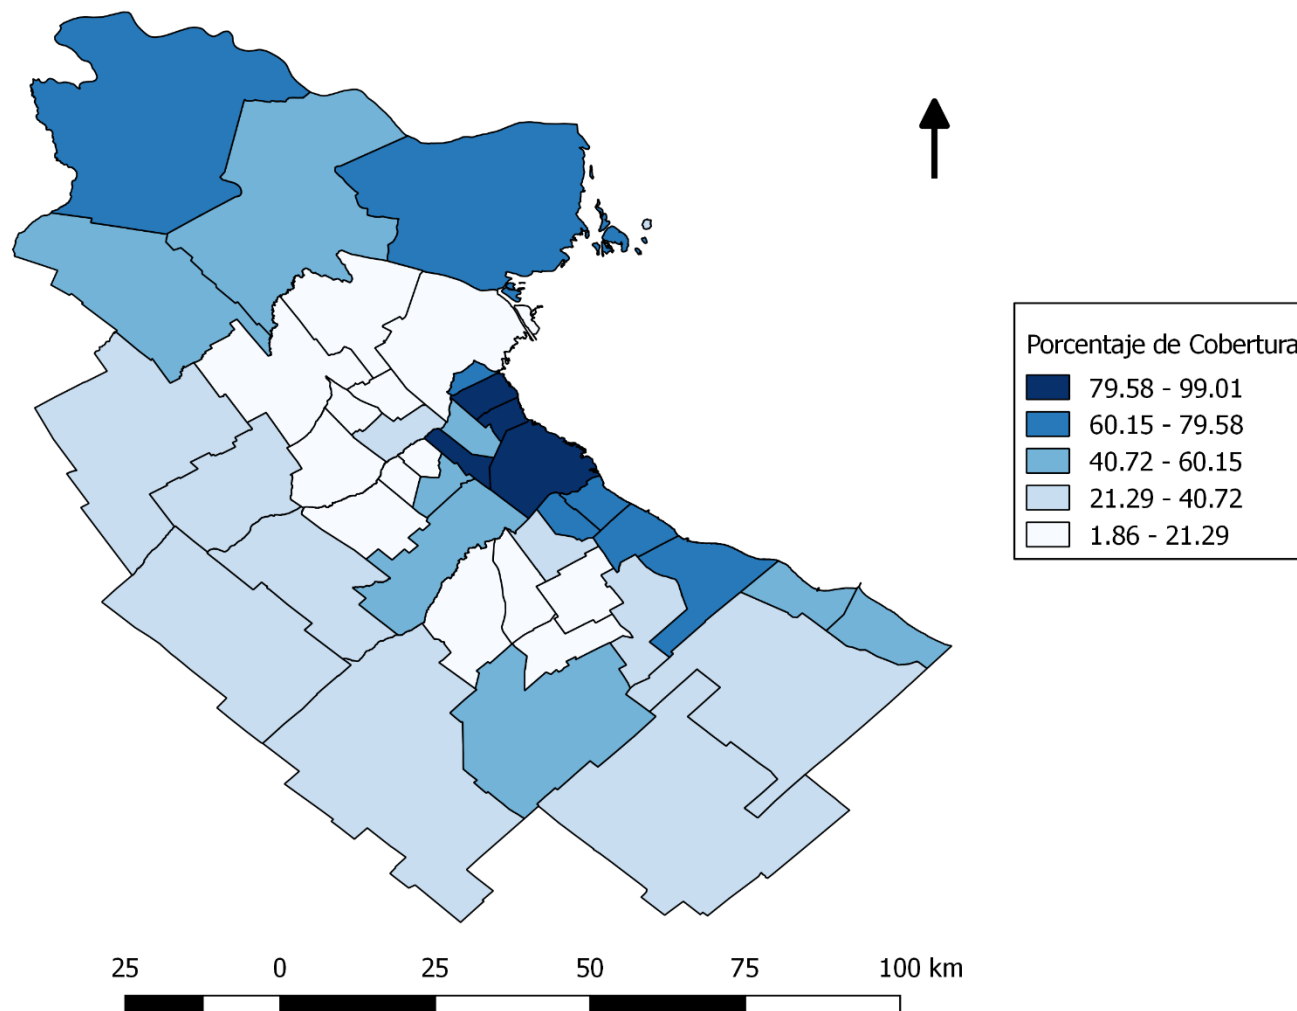 Porcentaje de Cobertura
79.58 - 99.01
60.15 - 79.58
40.72 - 60.15
21.29 - 40.72
1.86 - 21.29
25 0 25 50 75 100 km